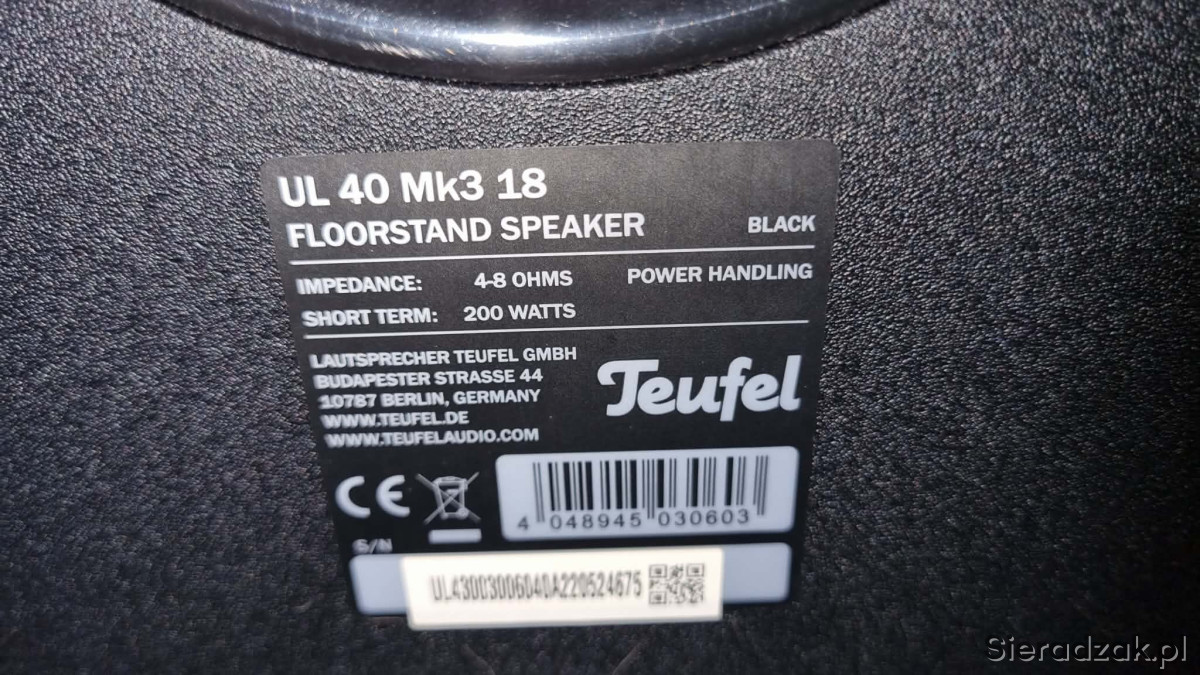 UL 40 Mk3 18
FLOORSTAND SPEAKER BLACK
IMPEDANCE: 4-8 OHMS POWER HANDLING
SHORT TERM: 200 WATTS
LAUTSPRECHER TEUFEL GMBH
BUDAPESTER STRASSE 44
10787 BERLIN, GERMANY
WWW.TEUFEL.DE
WWW.TEUFELAUDIO.COM
Teufel
CE
4 048945 030603
S/N
UL43003006040A220524675
Sieradzak.pl